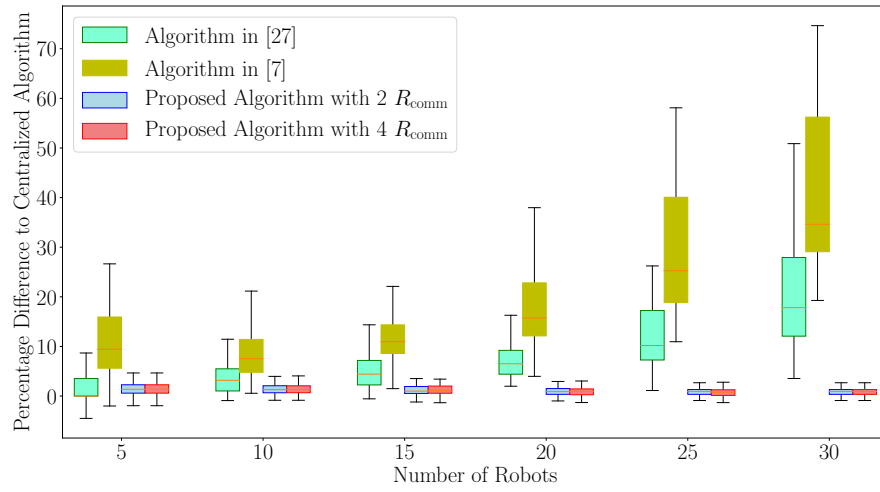 Percentage Difference to Centralized Algorithm
70
60
50
40
30
20
10
0
Algorithm in [27]
Algorithm in [7]
Proposed Algorithm with 2 R_comm
Proposed Algorithm with 4 R_comm
5 10 15 20 25 30
Number of Robots